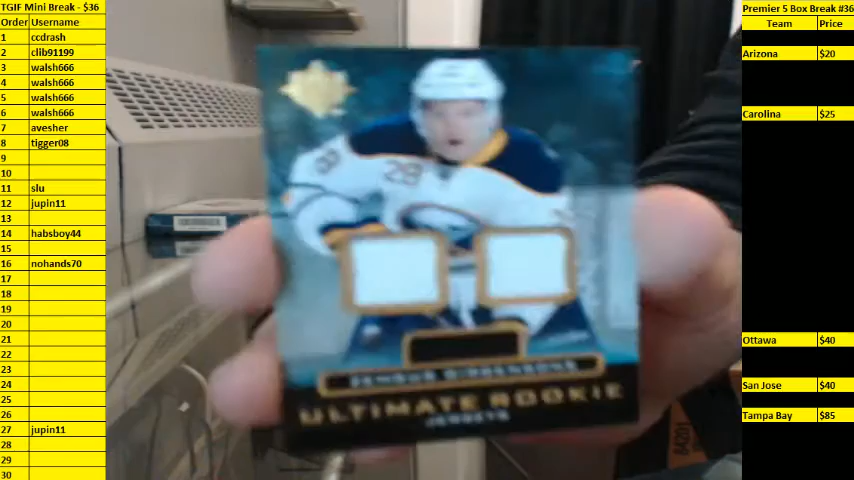 TGIF Mini Break - $36
Order Username
1 ccdrash
2 clib91199
3 walsh666
4 walsh666
5 walsh666
6 walsh666
7 avesher
8 tigger08
9
10
11 slu
12 jupin11
13
14 habsboy44
15
16 nohands70
17
18
19
20
21
22
23
24
25
26
27 jupin11
28
29
30
28
ULTIMATE ROOKIE
JERSEYS
Premier 5 Box Break #36
Team Price
Arizona $20
Carolina $25
Ottawa $40
San Jose $40
Tampa Bay $85